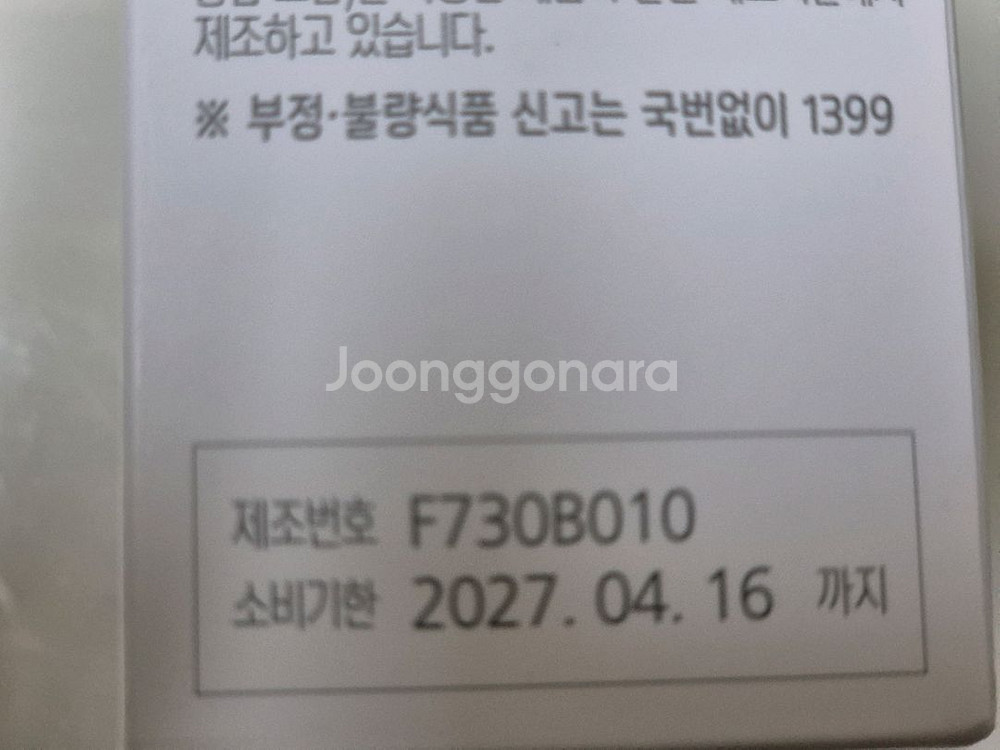 제조하고 있습니다.
※ 부정·불량식품 신고는 국번없이 1399
Joonggonara
제조번호 F730B010
소비기한 2027. 04. 16 까지